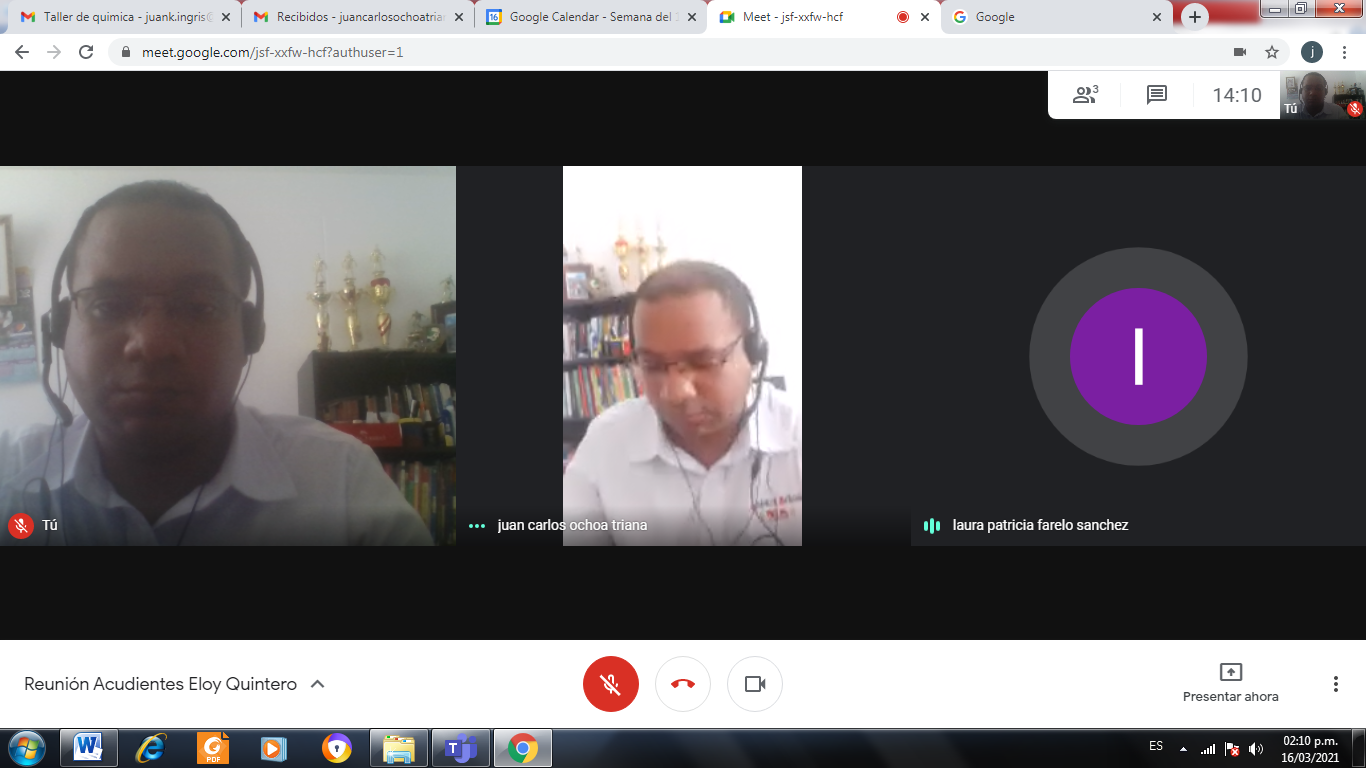 Taller de quimica - juank.ingris@
Recibidos - juancarlosochoatria
Google Calendar - Semana del
Meet - jsf-xxfw-hcf
Google
meet.google.com/jsf-xxfw-hcf?authuser=1
j
3
14:10
Tú
16
l
Tú
juan carlos ochoa triana
laura patricia farelo sanchez
Reunión Acudientes Eloy Quintero
Presentar ahora
PDF
ES
02:10 p.m.
16/03/2021